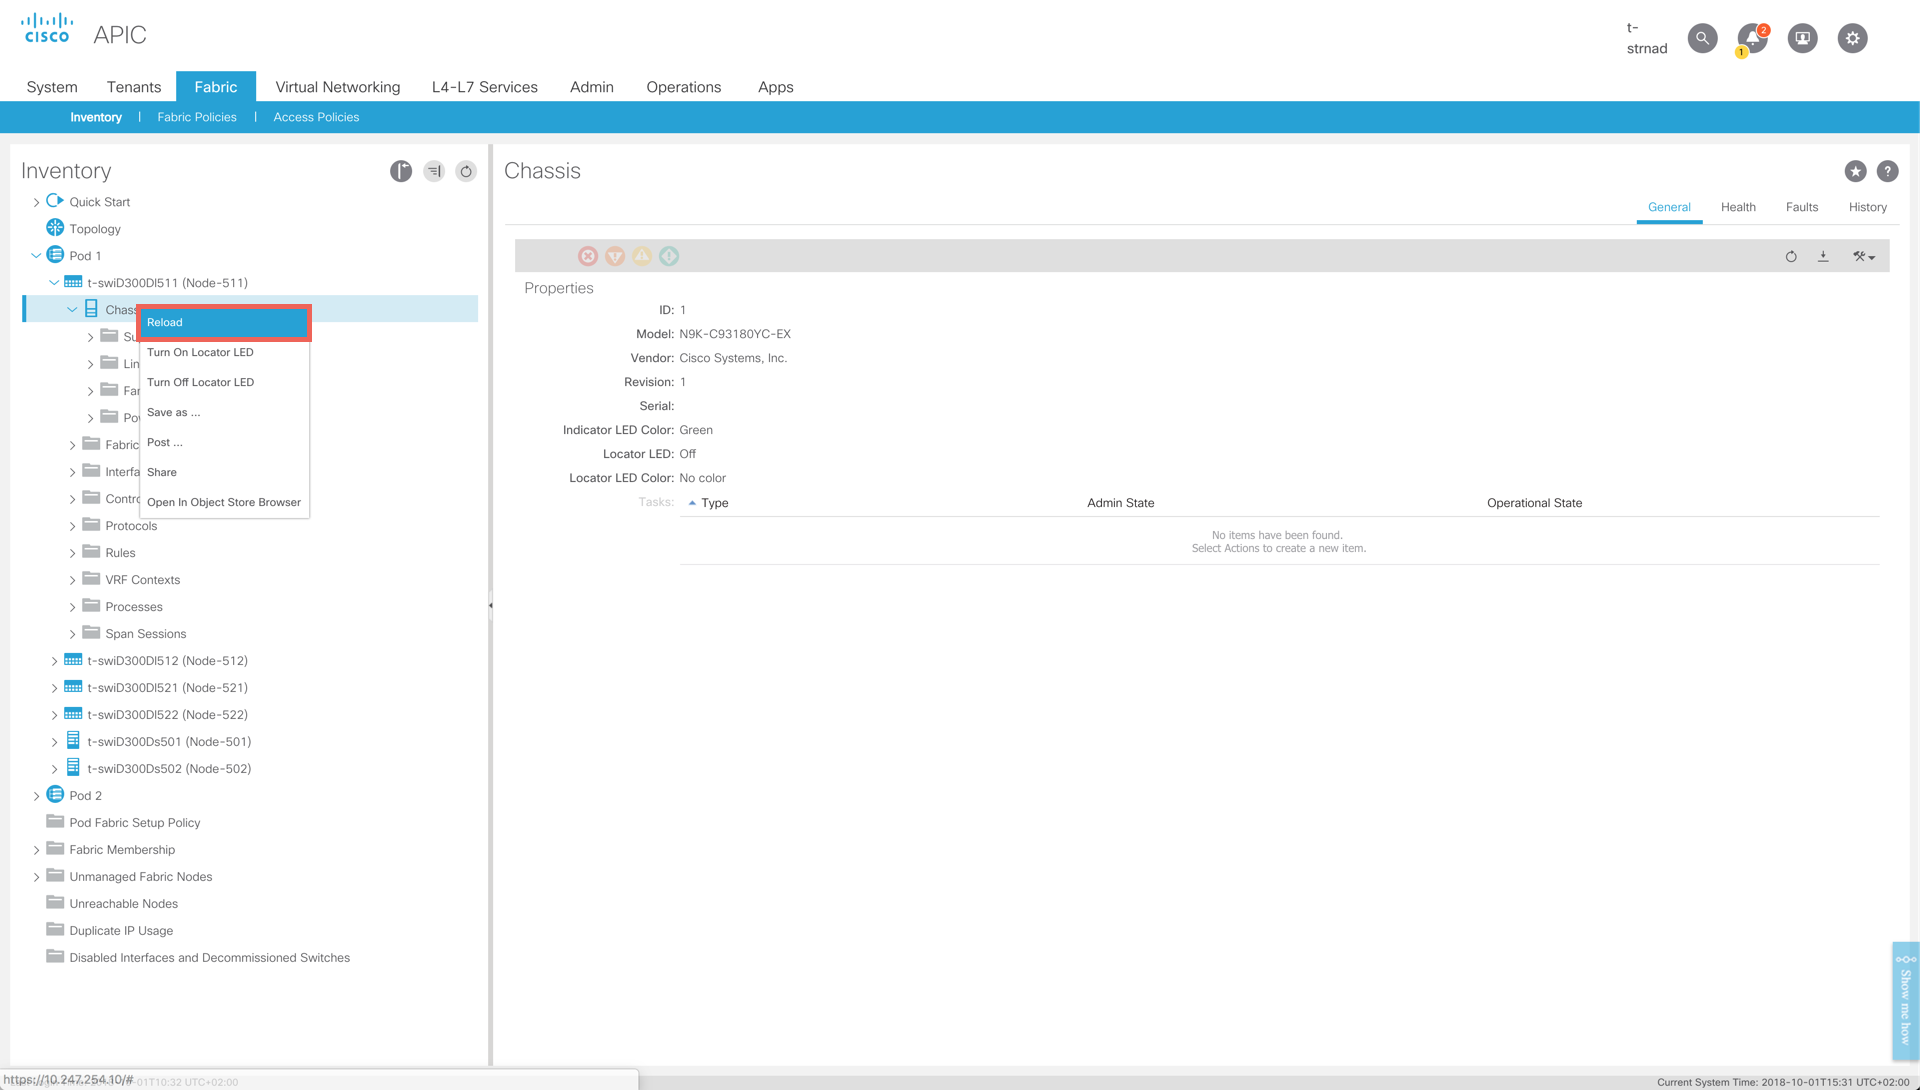 cisco
APIC
t-
strnad
1
2
System
Tenants
Fabric
Virtual Networking
L4-L7 Services
Admin
Operations
Apps
Inventory
Fabric Policies
Access Policies
Inventory
Quick Start
Topology
Pod 1
t-swiD300DI511 (Node-511)
Chass
Reload
Turn On Locator LED
Turn Off Locator LED
Save as ...
Post ...
Share
Open In Object Store Browser
Su
Lin
Fan
Po
Fabric
Interfa
Contro
Protocols
Rules
VRF Contexts
Processes
Span Sessions
t-swiD300DI512 (Node-512)
t-swiD300DI521 (Node-521)
t-swiD300DI522 (Node-522)
t-swiD300Ds501 (Node-501)
t-swiD300Ds502 (Node-502)
Pod 2
Pod Fabric Setup Policy
Fabric Membership
Unmanaged Fabric Nodes
Unreachable Nodes
Duplicate IP Usage
Disabled Interfaces and Decommissioned Switches
Chassis
?
General
Health
Faults
History
Properties
ID: 1
Model: N9K-C93180YC-EX
Vendor: Cisco Systems, Inc.
Revision: 1
Serial:
Indicator LED Color: Green
Locator LED: Off
Locator LED Color: No color
Tasks:
Type
Admin State
Operational State
No items have been found.
Select Actions to create a new item.
Show me how
https://10.247.254.10/#
-01T10:32 UTC+02:00
Current System Time: 2018-10-01T15:31 UTC+02:00